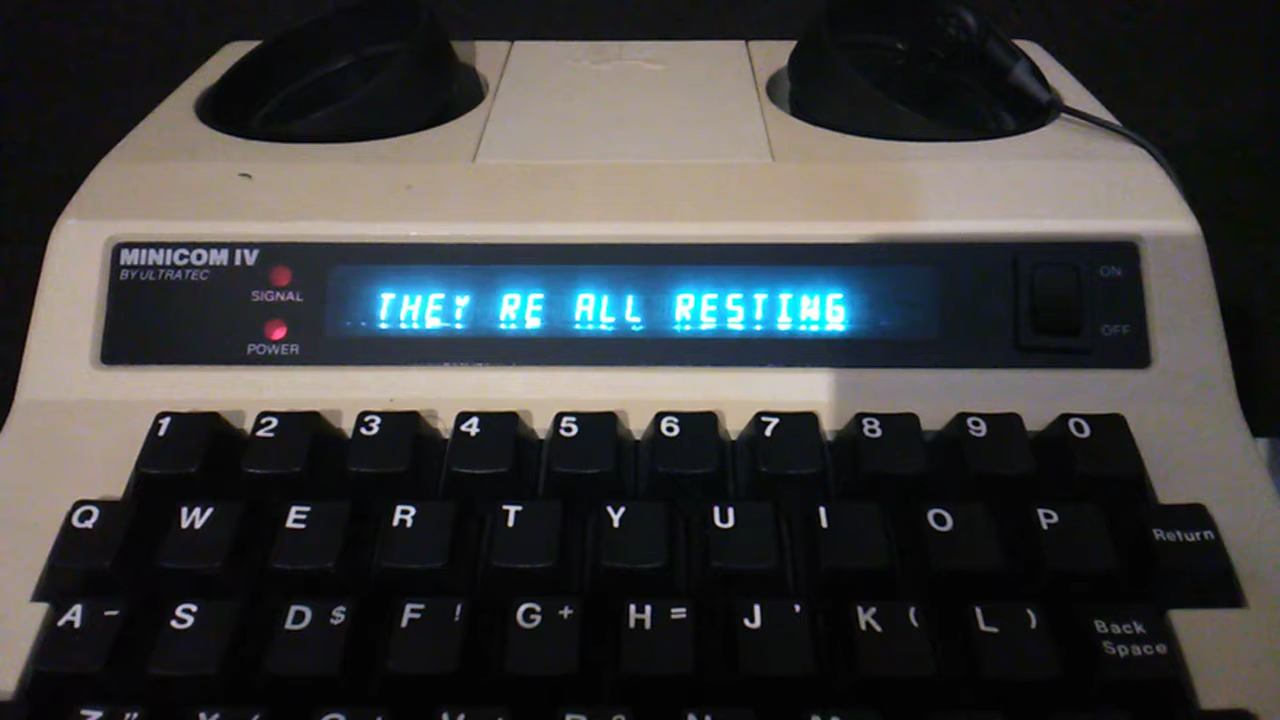 MINICOM IV
BY ULTRATEC
SIGNAL
POWER
THEY RE ALL RESTING
ON
OFF
1 2 3 4 5 6 7 8 9 0
Q W E R T Y U I O P Return
A - S D $ F ! G + H = J ' K ( L ) Back Space